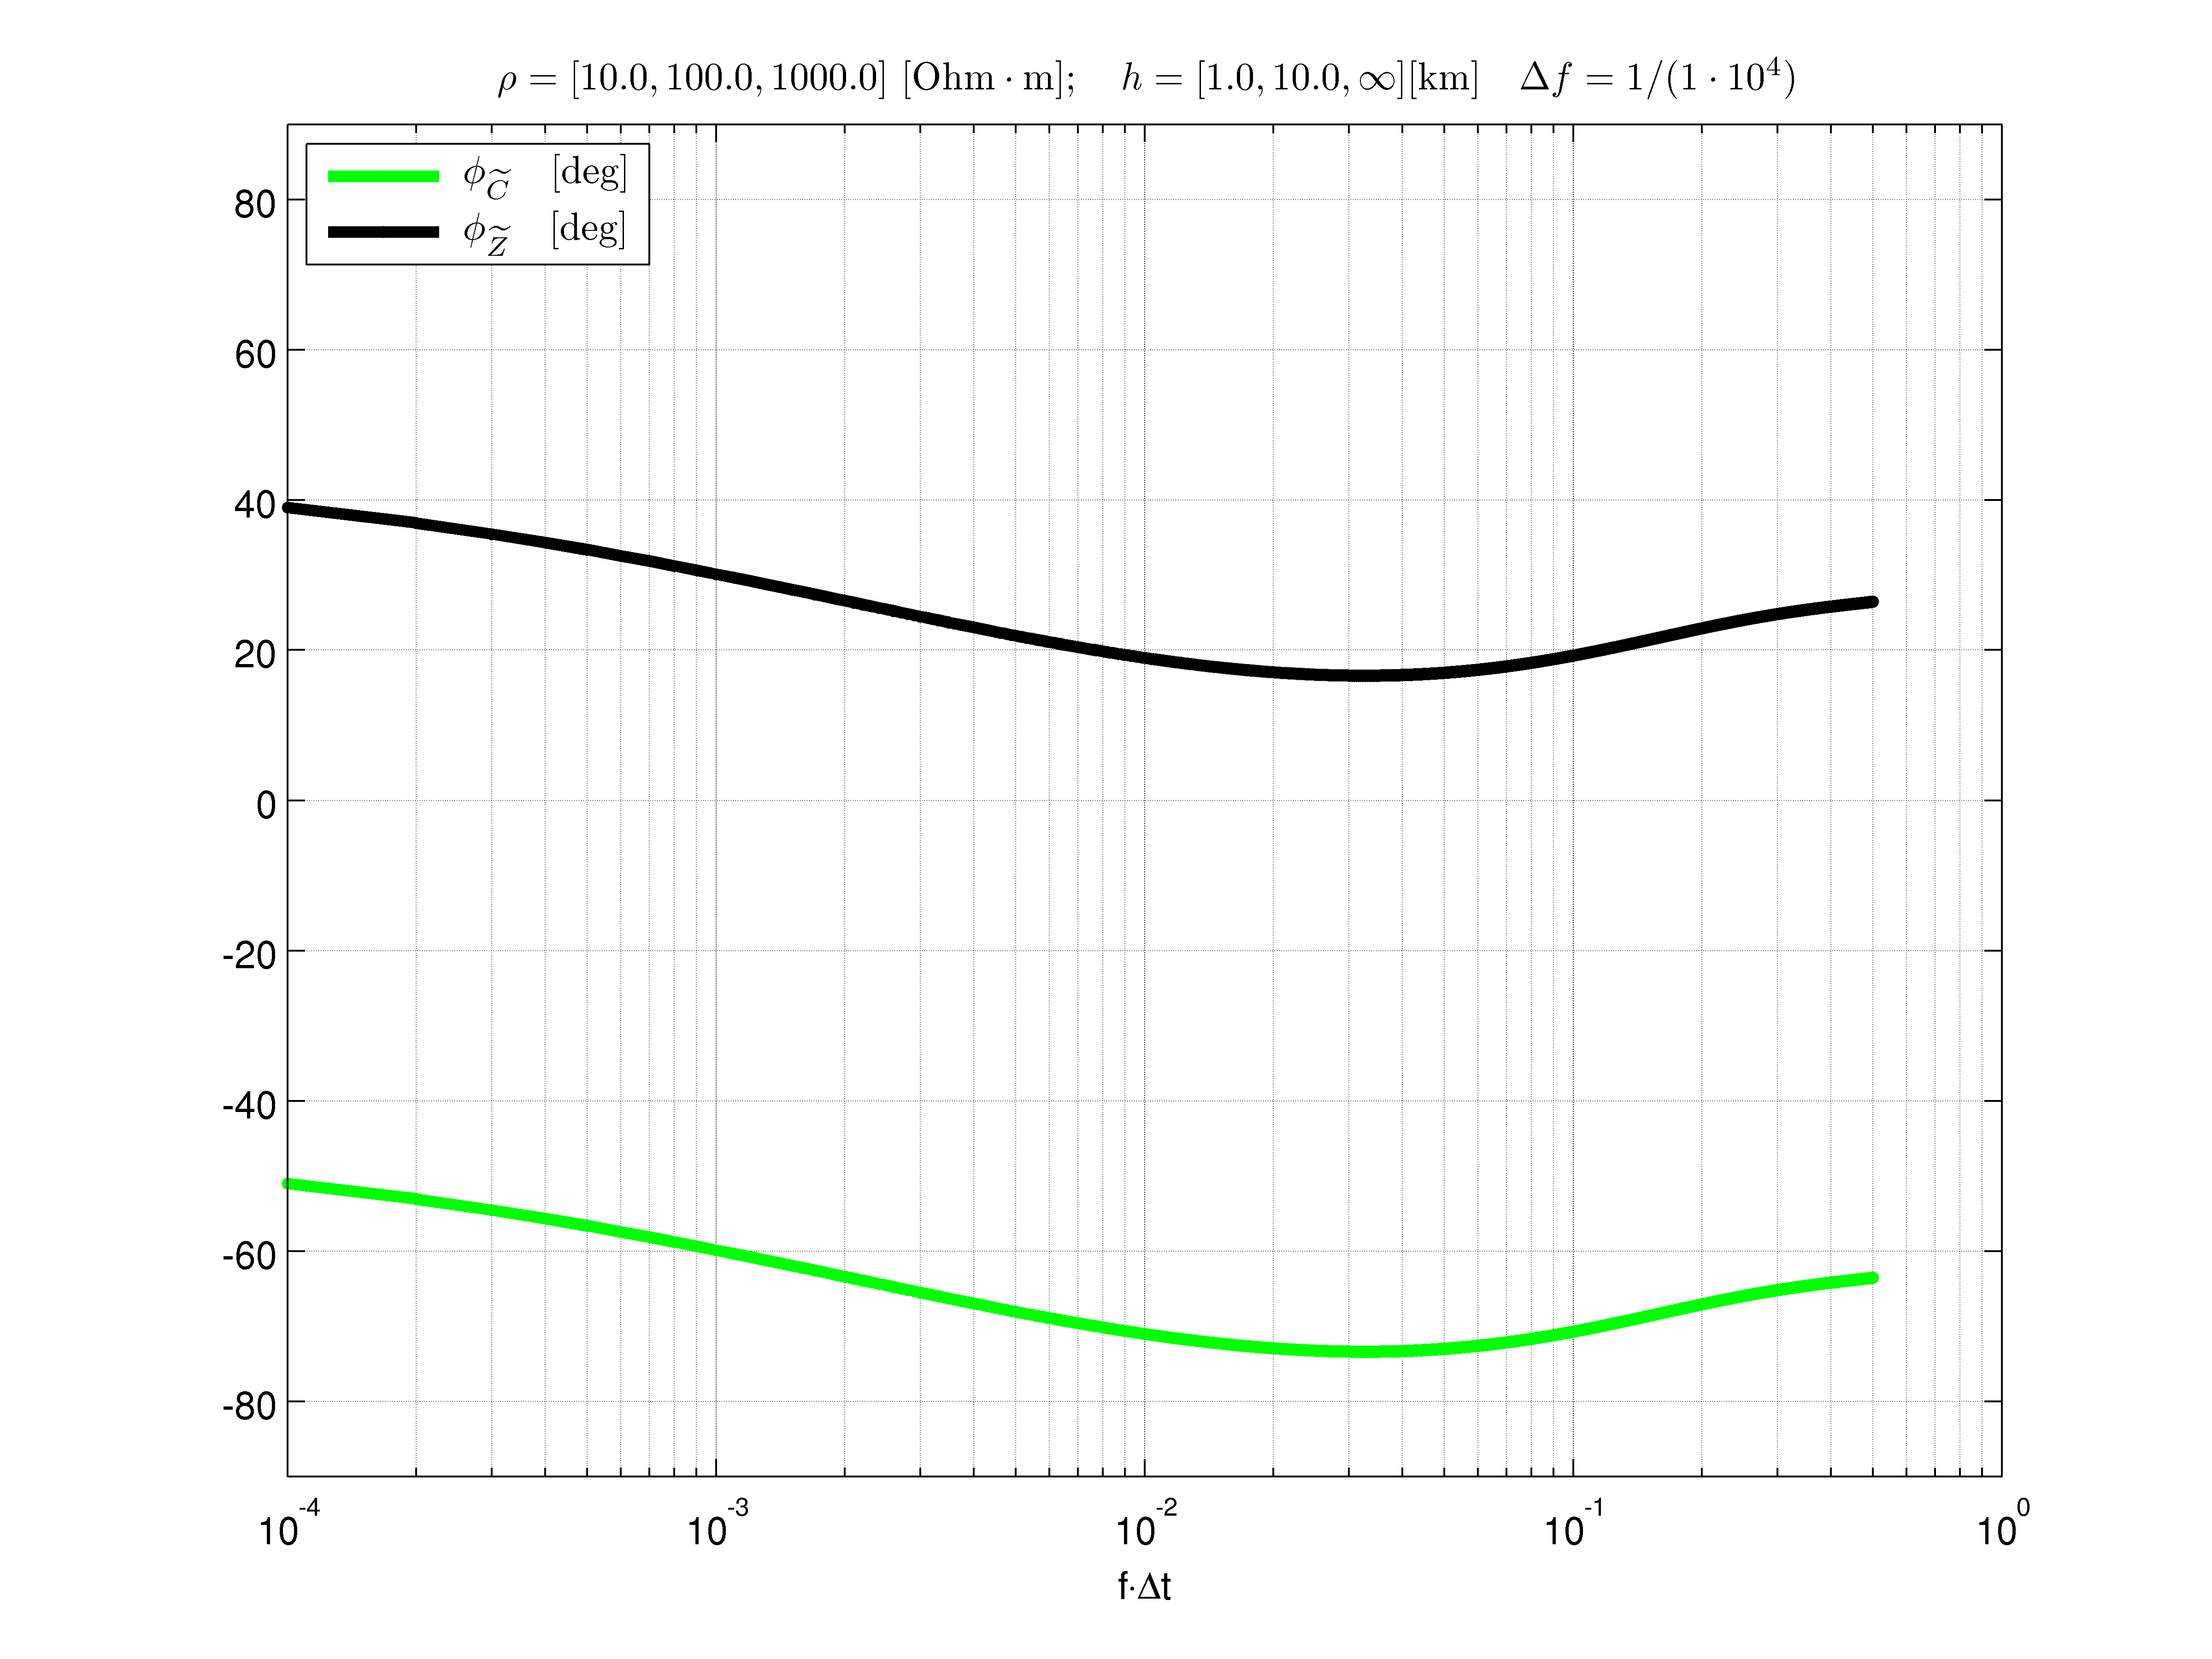 ρ = [10.0, 100.0, 1000.0] [Ohm · m]; h = [1.0, 10.0, ∞][km] Δf = 1/(1 · 10⁴)
ϕ_C̃ [deg]
ϕ_Z̃ [deg]
80
60
40
20
0
-20
-40
-60
-80
10⁻⁴ 10⁻³ 10⁻² 10⁻¹ 10⁰
f·Δt